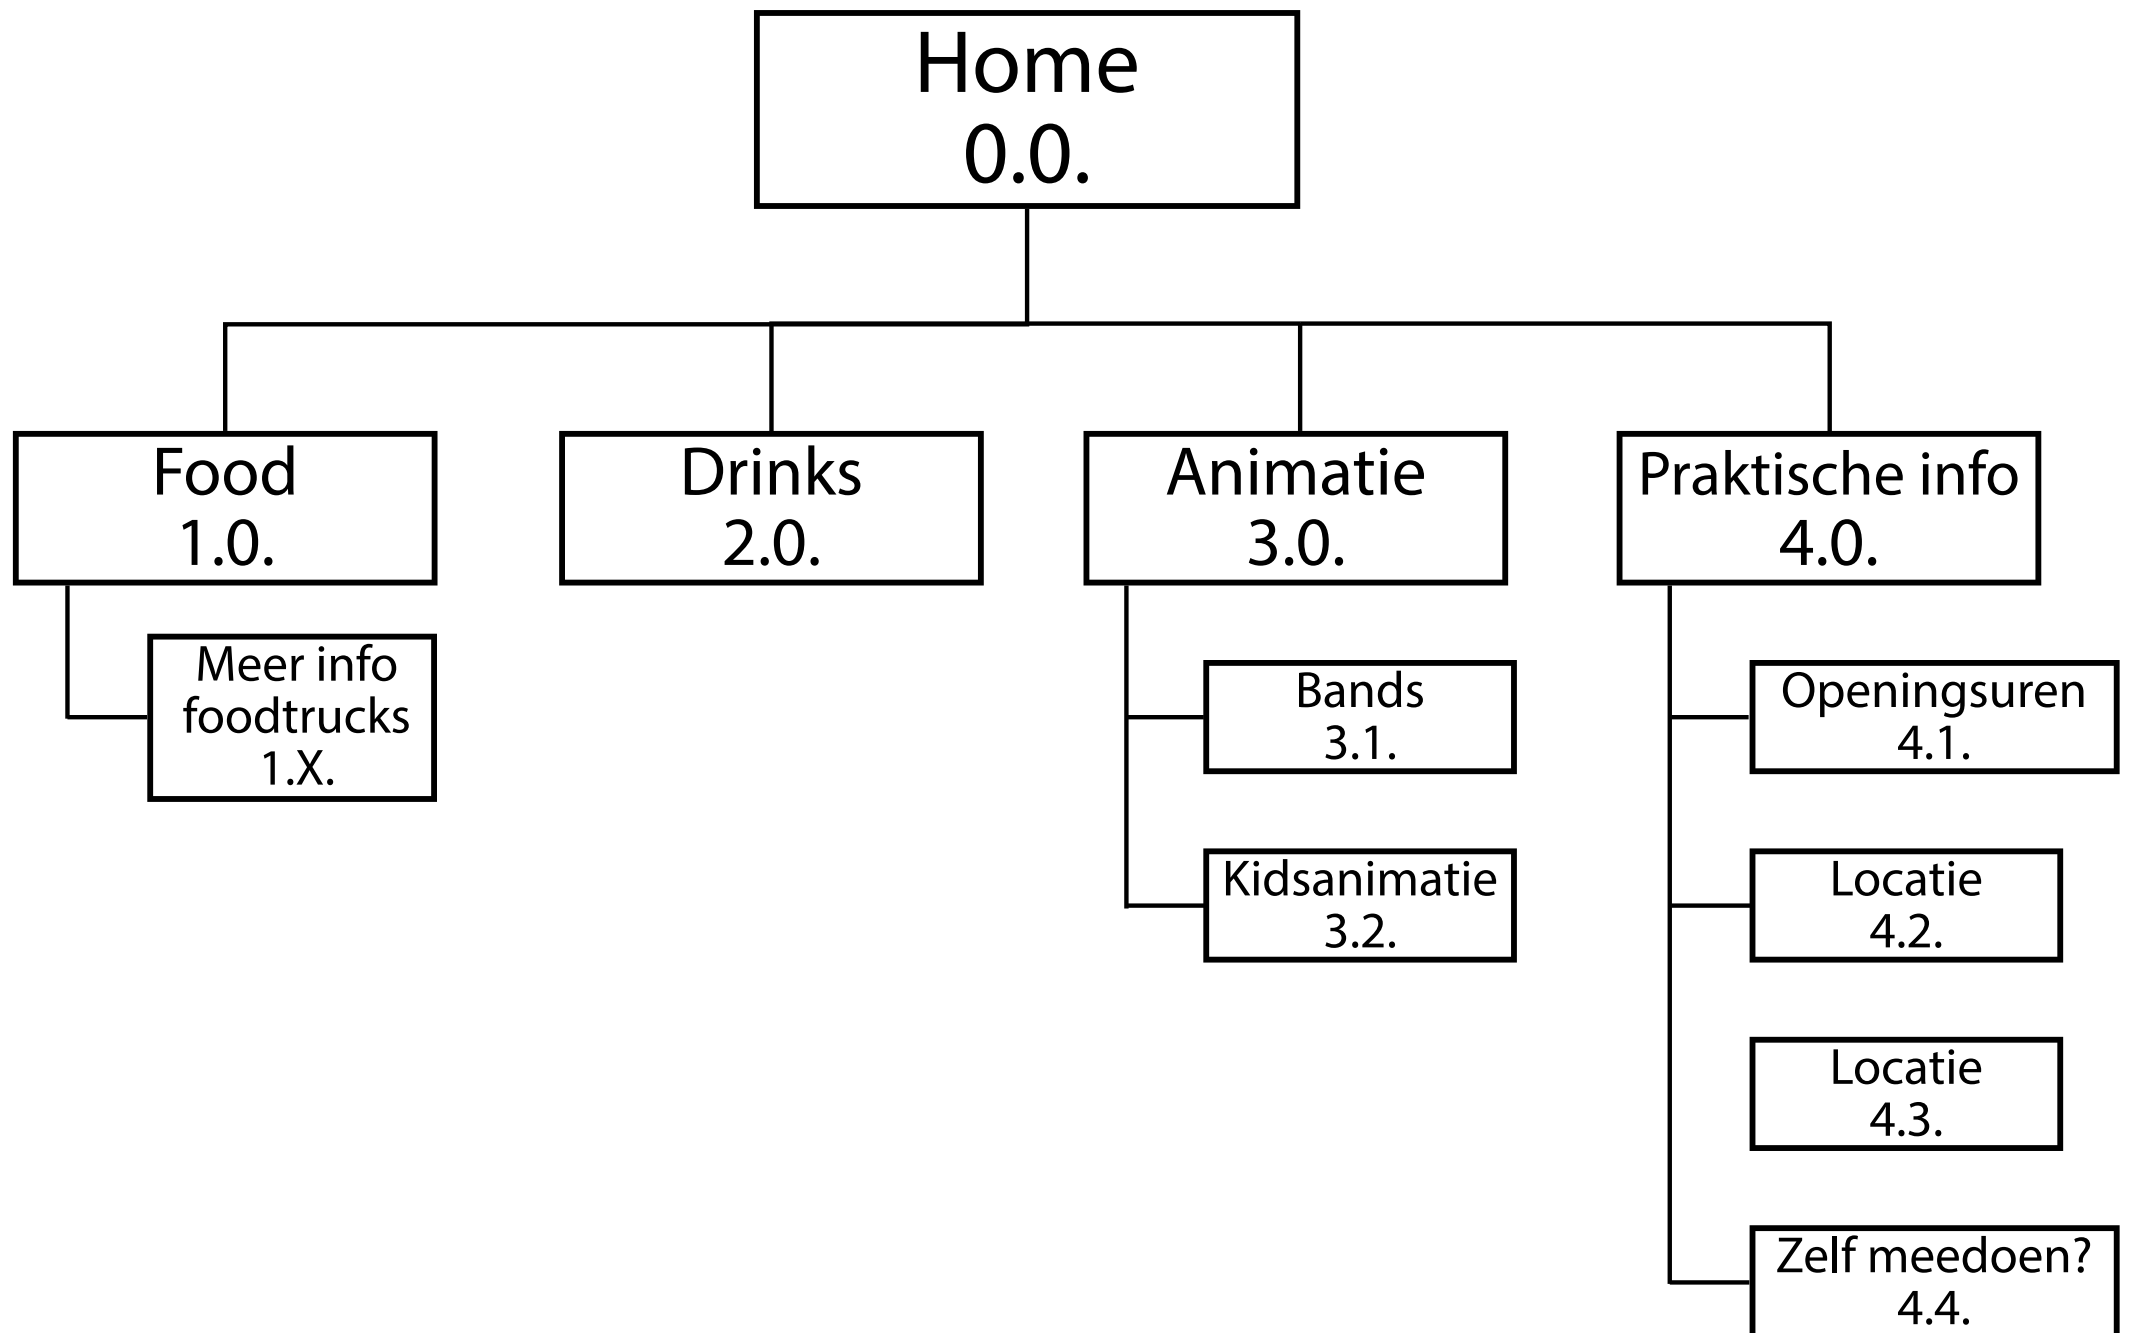 Home
0.0.
Food
1.0.
Drinks
2.0.
Animatie
3.0.
Praktische info
4.0.
Meer info
foodtrucks
1.X.
Bands
3.1.
Kidsanimatie
3.2.
Openingsuren
4.1.
Locatie
4.2.
Locatie
4.3.
Zelf meedoen?
4.4.